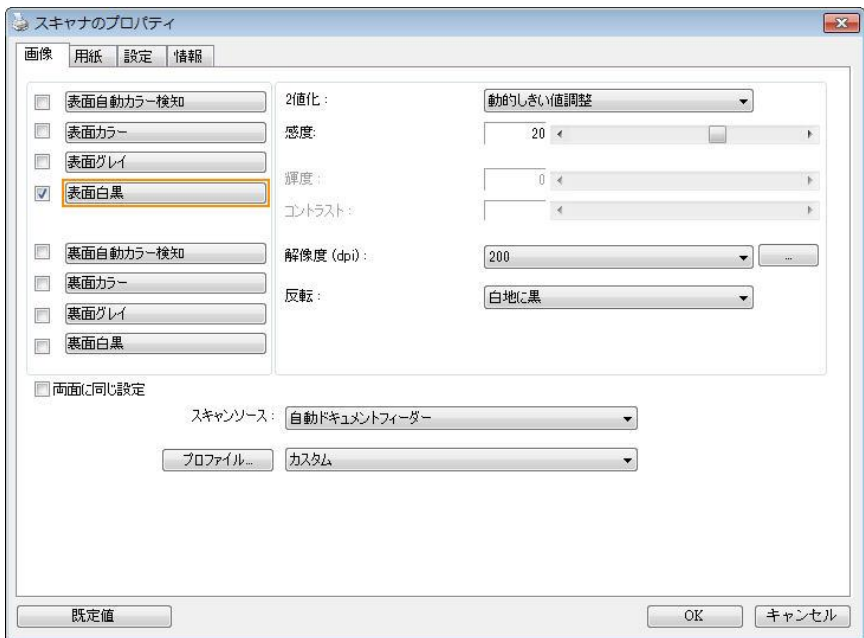 スキャナのプロパティ
画像 用紙 設定 情報
表面自動カラー検知
表面カラー
表面グレイ
表面白黒
裏面自動カラー検知
裏面カラー
裏面グレイ
裏面白黒
2値化： 動的しきい値調整
感度: 20
輝度： 0
コントラスト：
解像度 (dpi)： 200 ...
反転： 白地に黒
両面に同じ設定
スキャンソース： 自動ドキュメントフィーダー
プロファイル... カスタム
既定値 OK キャンセル